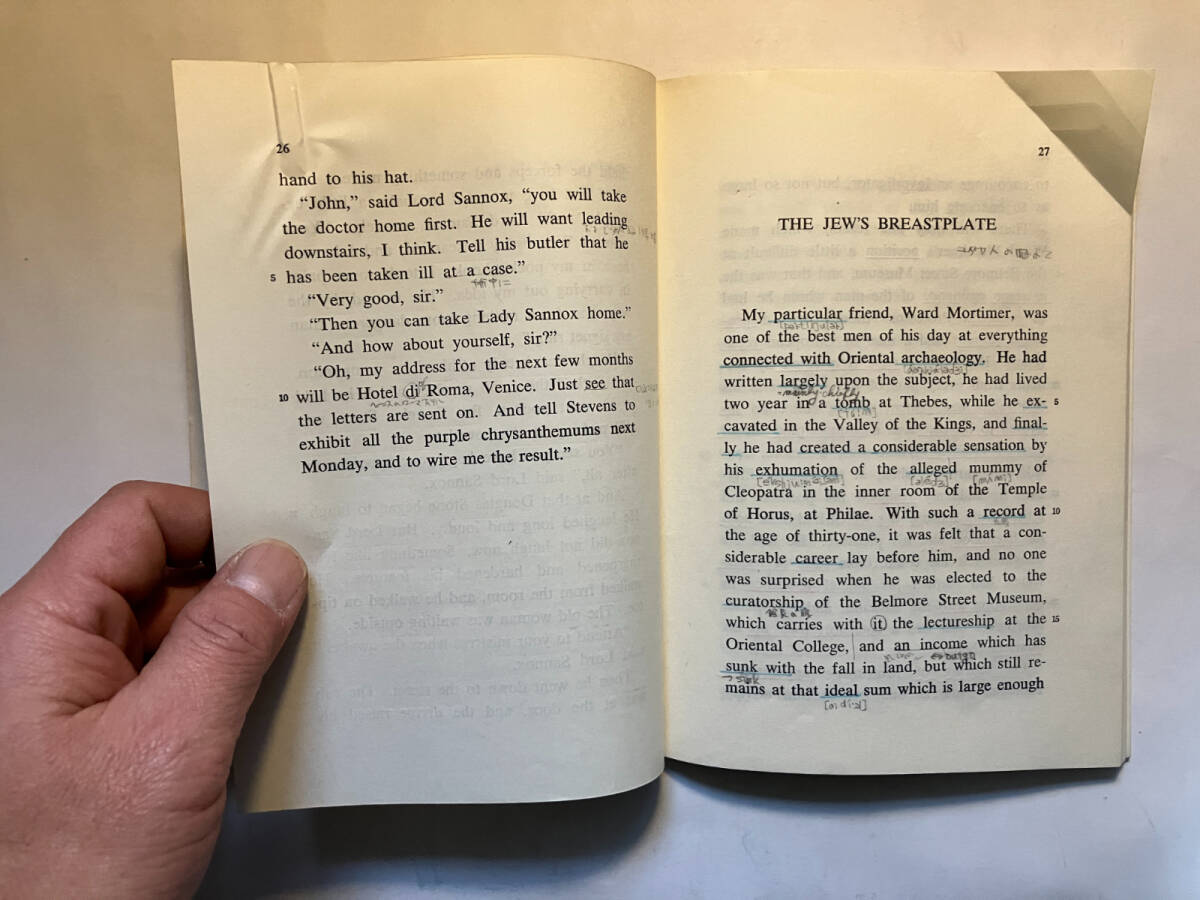 26
hand to his hat.
“John,” said Lord Sannox, “you will take
the doctor home first. He will want leading
downstairs, I think. Tell his butler that he
5 has been taken ill at a case.”
“Very good, sir.”
“Then you can take Lady Sannox home.”
“And how about yourself, sir?”
“Oh, my address for the next few months
10 will be Hotel di Roma, Venice. Just see that
the letters are sent on. And tell Stevens to
exhibit all the purple chrysanthemums next
Monday, and to wire me the result.”
27
THE JEW'S BREASTPLATE
ユダヤ人の胸あて
My particular friend, Ward Mortimer, was
one of the best men of his day at everything
connected with Oriental archaeology. He had
written largely upon the subject, he had lived
mainly chiefly
two year in a tomb at Thebes, while he ex- 5
cavated in the Valley of the Kings, and final-
ly he had created a considerable sensation by
his exhumation of the alleged mummy of
Cleopatra in the inner room of the Temple
of Horus, at Philae. With such a record at 10
the age of thirty-one, it was felt that a con-
siderable career lay before him, and no one
was surprised when he was elected to the
curatorship of the Belmore Street Museum,
which carries with it the lectureship at the 15
Oriental College, and an income which has
sunk with the fall in land, but which still re-
mains at that ideal sum which is large enough